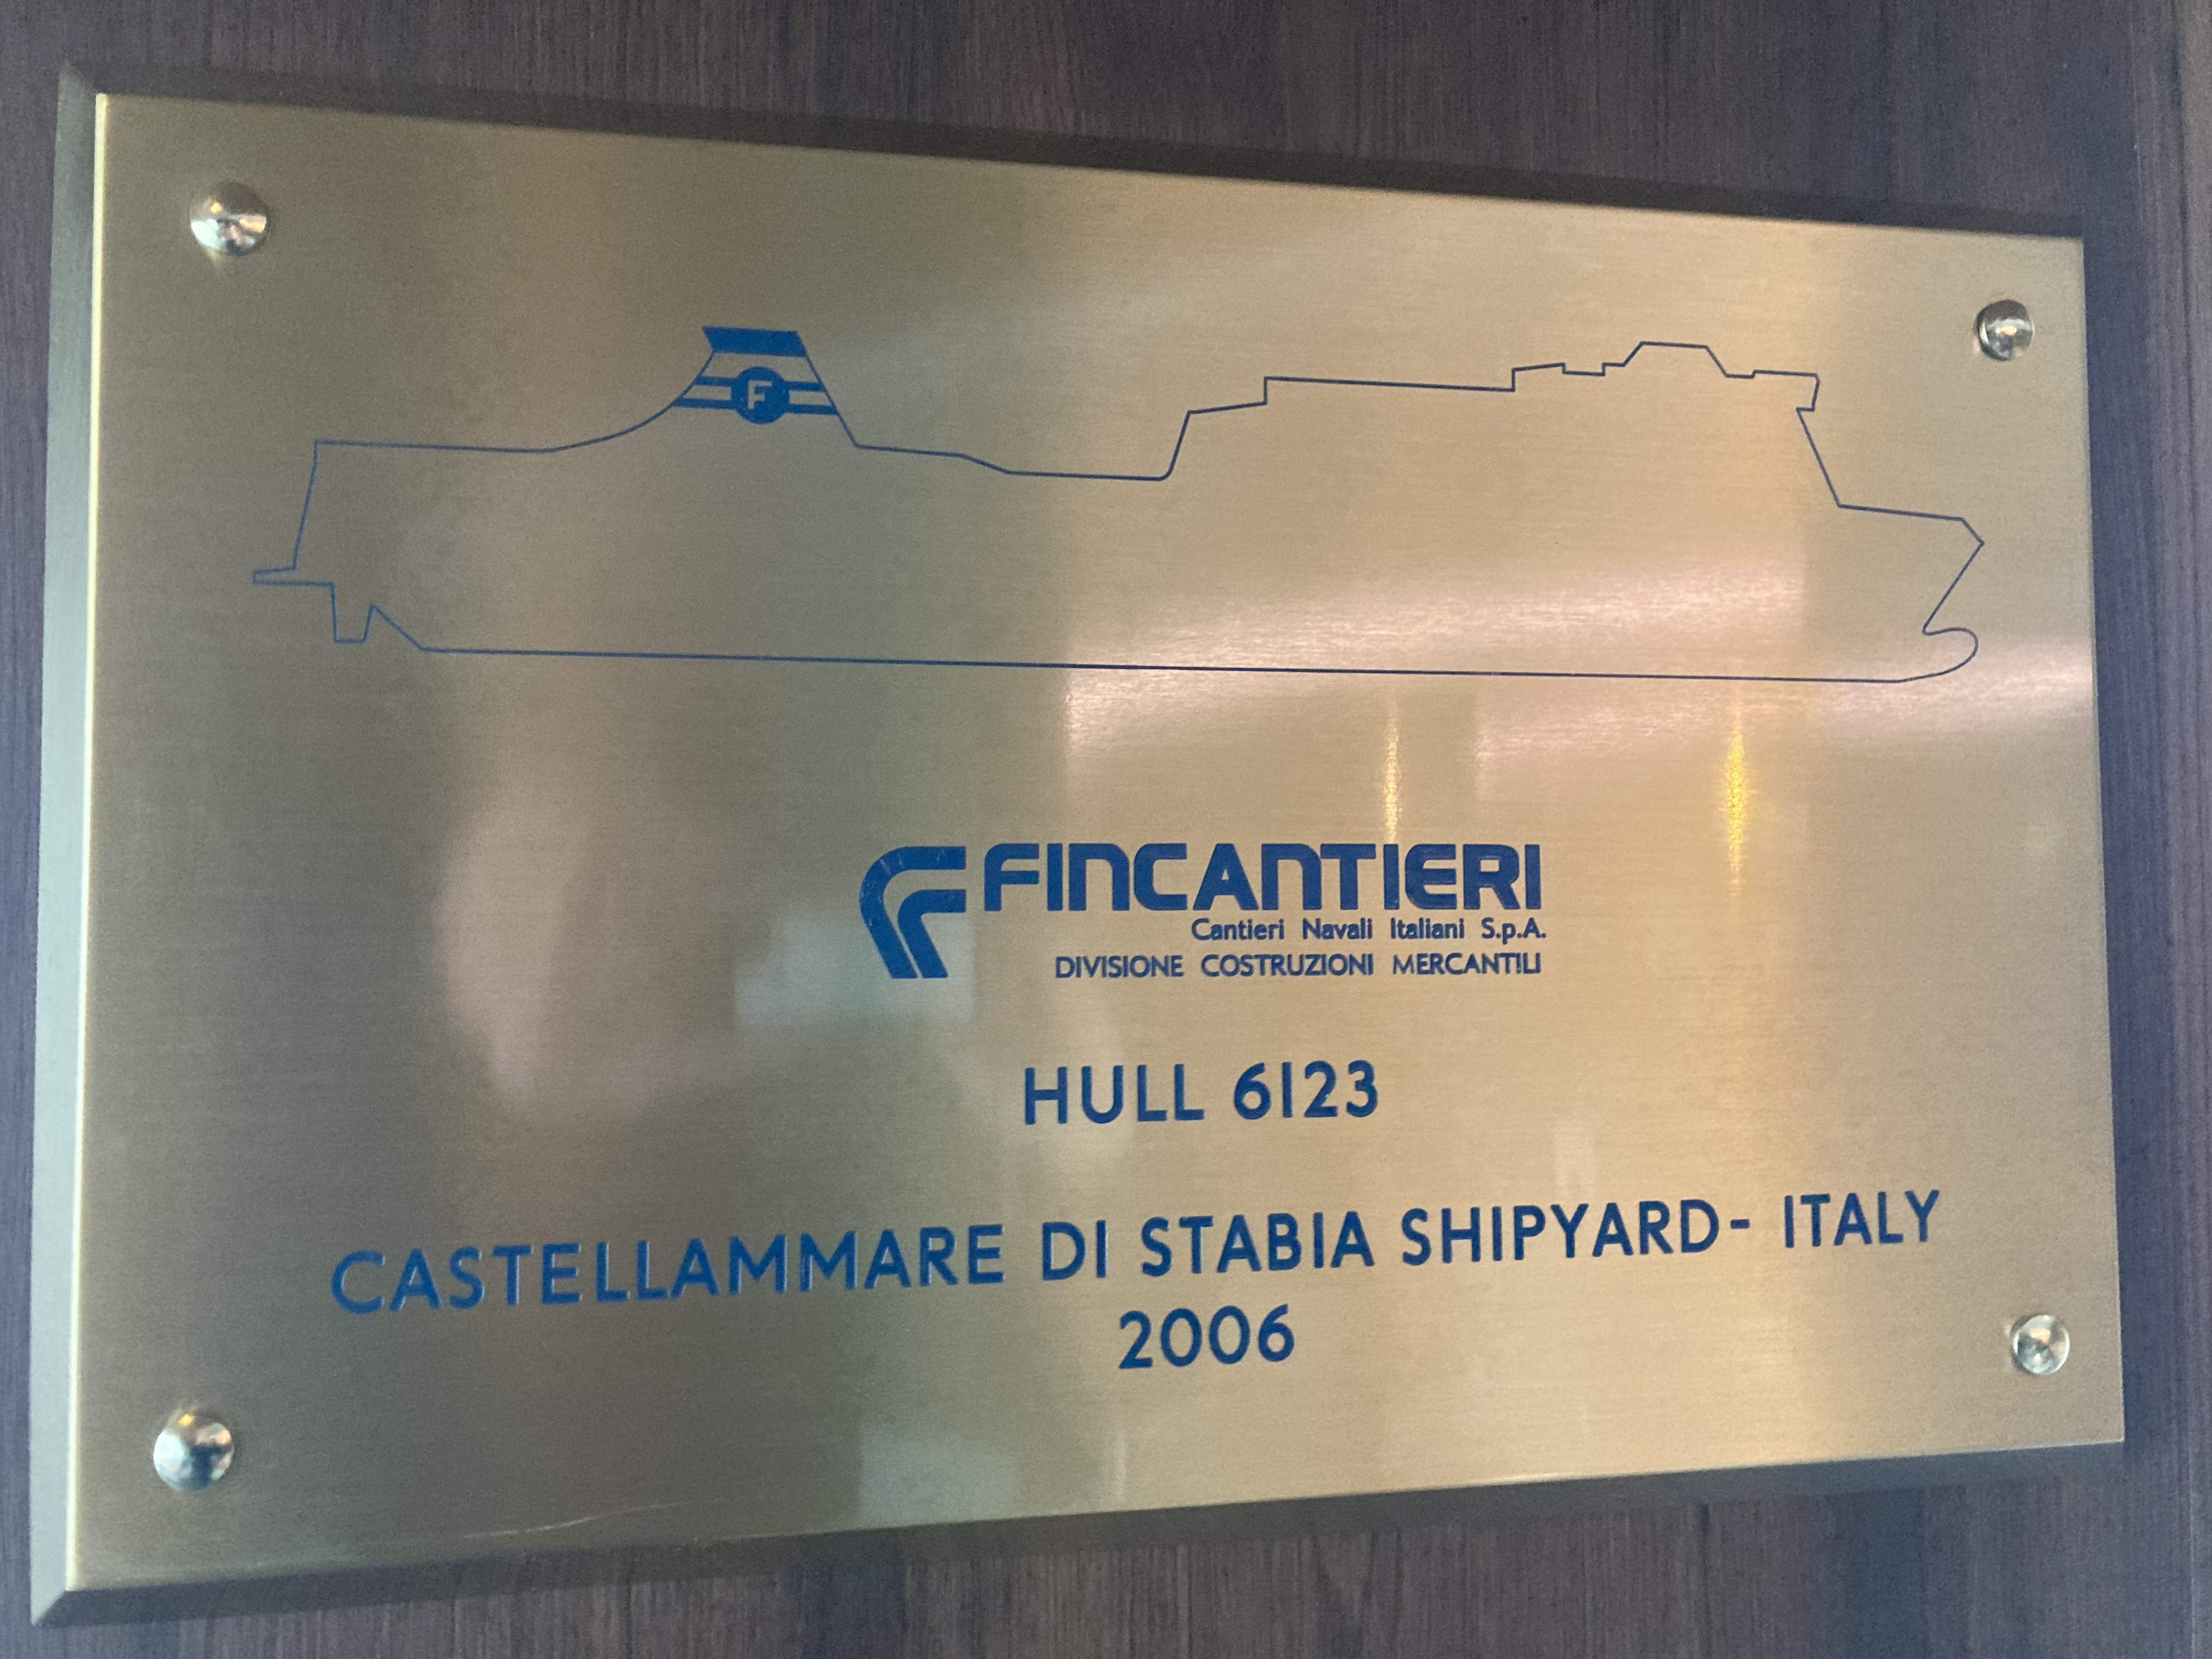 F
FINCANTIERI
Cantieri Navali Italiani S.p.A.
DIVISIONE COSTRUZIONI MERCANTILI
HULL 6123
CASTELLAMMARE DI STABIA SHIPYARD- ITALY
2006